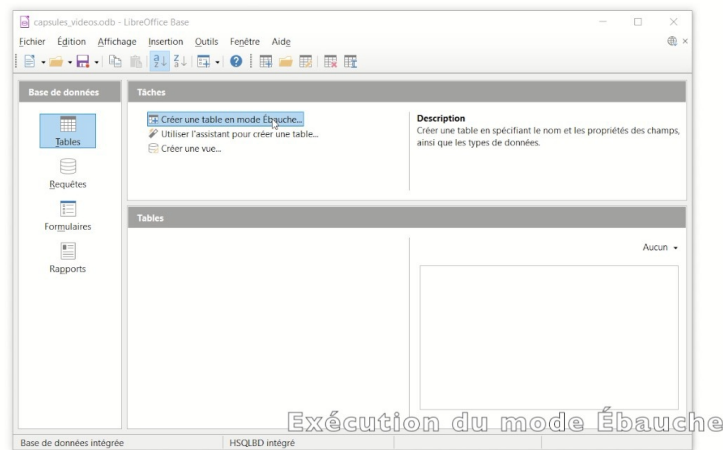 capsules_videos.odb - LibreOffice Base
Fichier Édition Affichage Insertion Outils Fenêtre Aide
Base de données
Tables
Requêtes
Formulaires
Rapports
Tâches
Créer une table en mode Ébauche...
Utiliser l'assistant pour créer une table...
Créer une vue...
Description
Créer une table en spécifiant le nom et les propriétés des champs,
ainsi que les types de données.
Tables
Aucun
Exécution du mode Ébauche
Base de données intégrée HSQLBD intégré